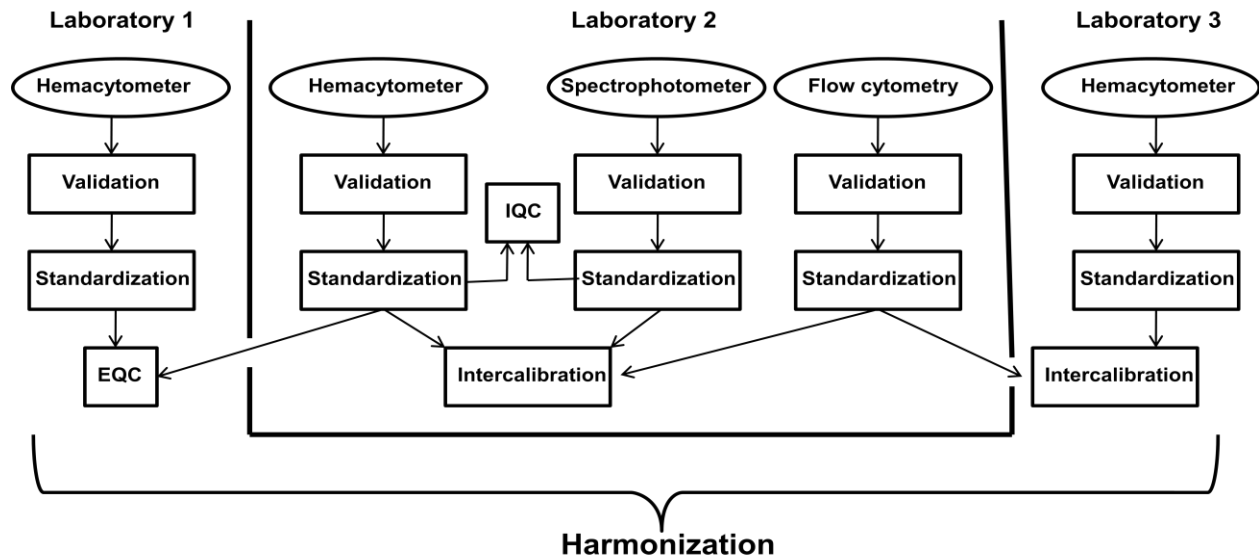 Laboratory 1
Laboratory 2
Laboratory 3
Hemacytometer
Hemacytometer
Spectrophotometer
Flow cytometry
Hemacytometer
Validation
Validation
IQC
Validation
Validation
Validation
Standardization
Standardization
Standardization
Standardization
Standardization
EQC
Intercalibration
Intercalibration
Harmonization